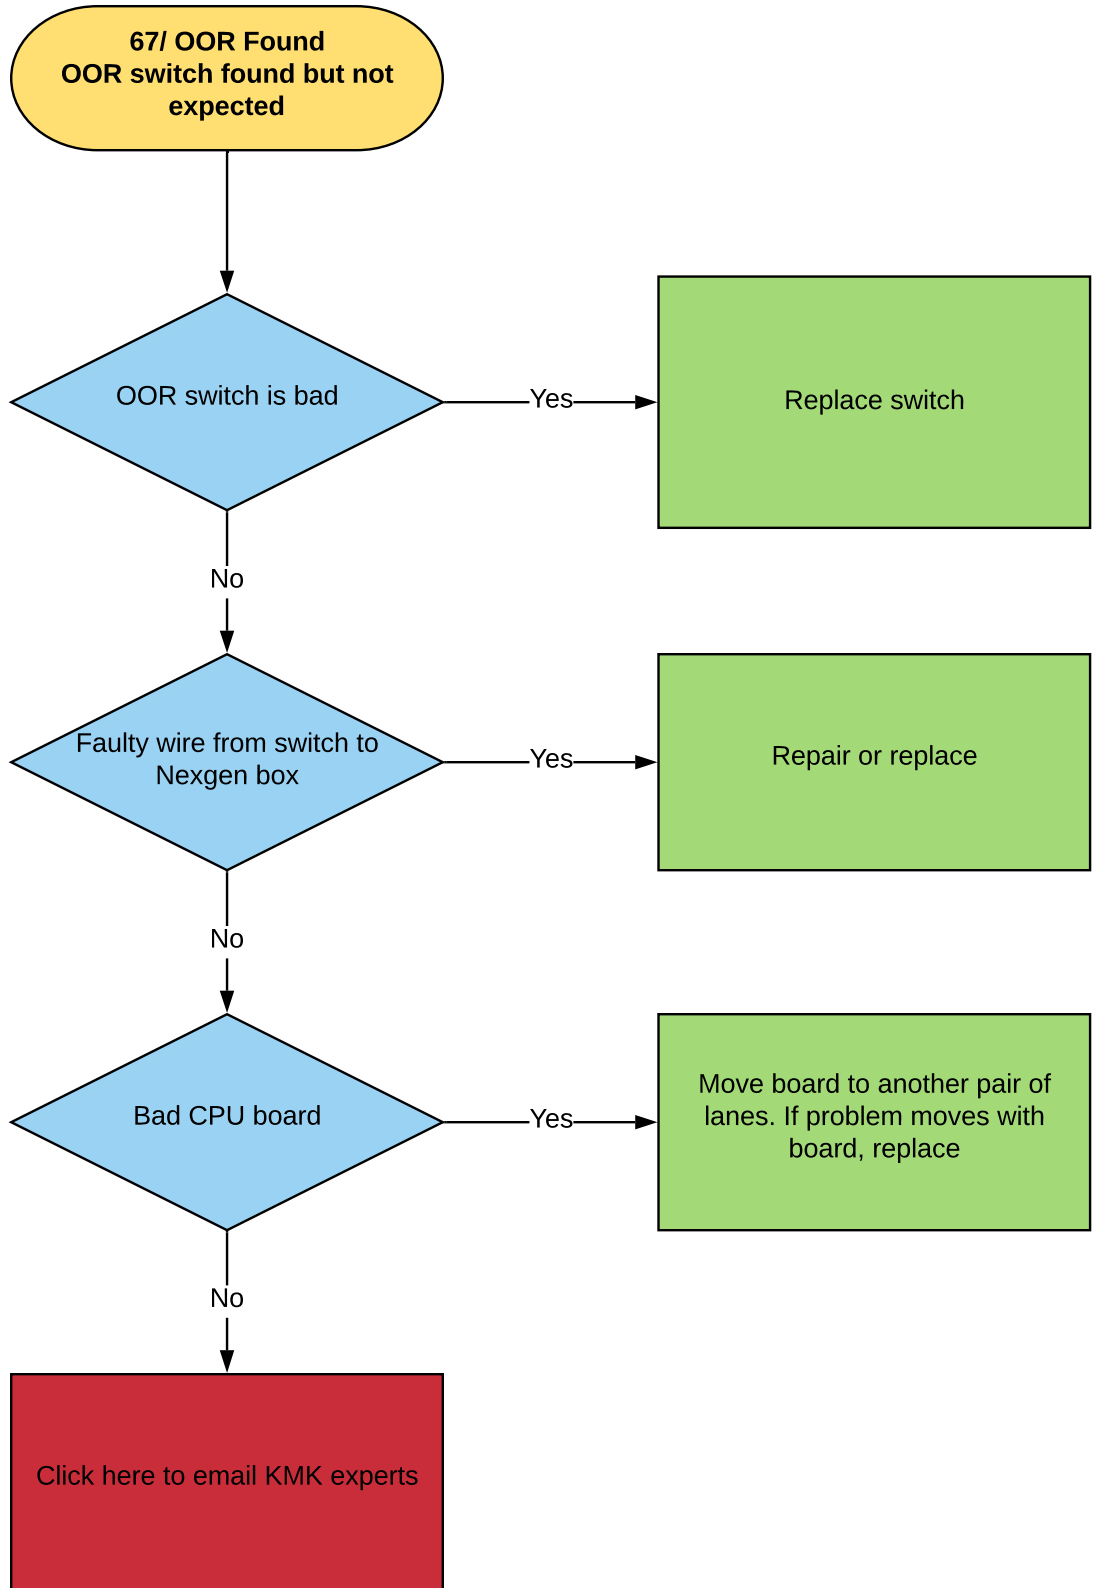 67/ OOR Found
OOR switch found but not
expected
OOR switch is bad
Yes
Replace switch
No
Faulty wire from switch to
Nexgen box
Yes
Repair or replace
No
Bad CPU board
Yes
Move board to another pair of
lanes. If problem moves with
board, replace
No
Click here to email KMK experts